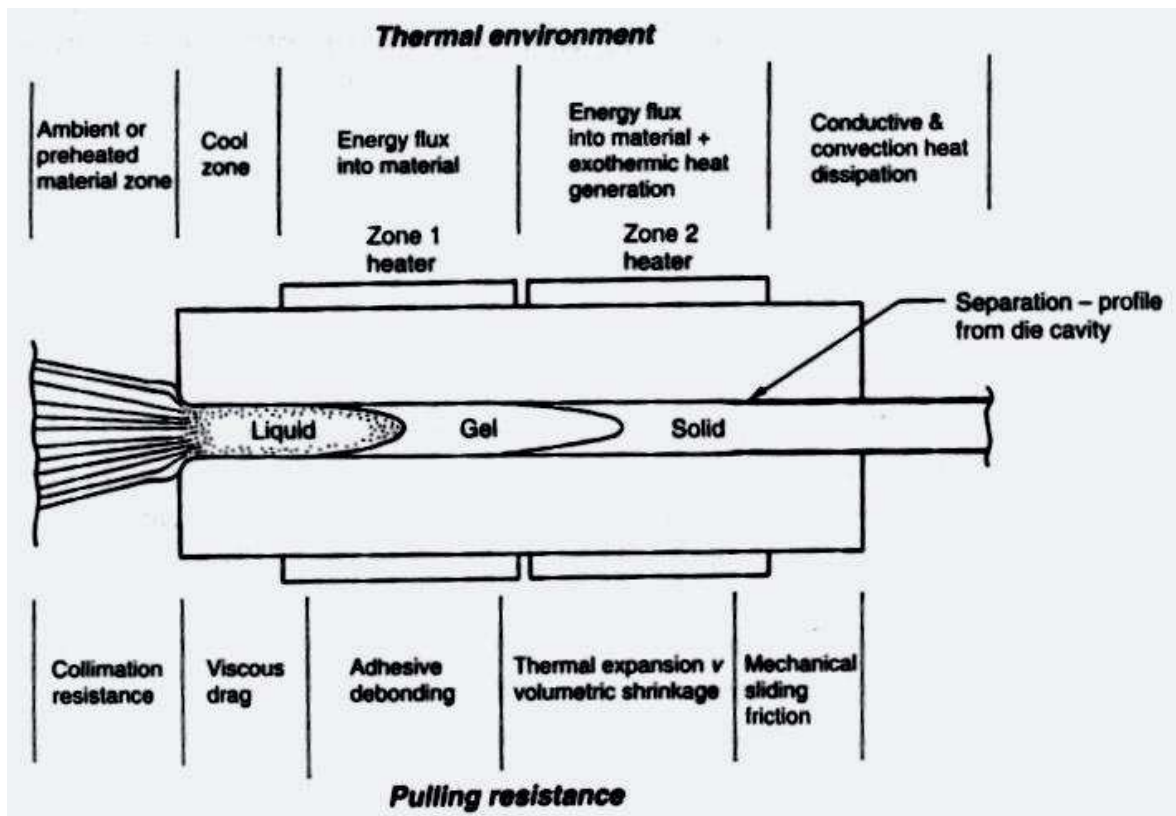 Thermal environment
Ambient or
preheated
material zone
Cool
zone
Energy flux
into material
Energy flux
into material +
exothermic heat
generation
Conductive &
convection heat
dissipation
Zone 1
heater
Zone 2
heater
Separation – profile
from die cavity
Liquid
Gel
Solid
Collimation
resistance
Viscous
drag
Adhesive
debonding
Thermal expansion v
volumetric shrinkage
Mechanical
sliding
friction
Pulling resistance